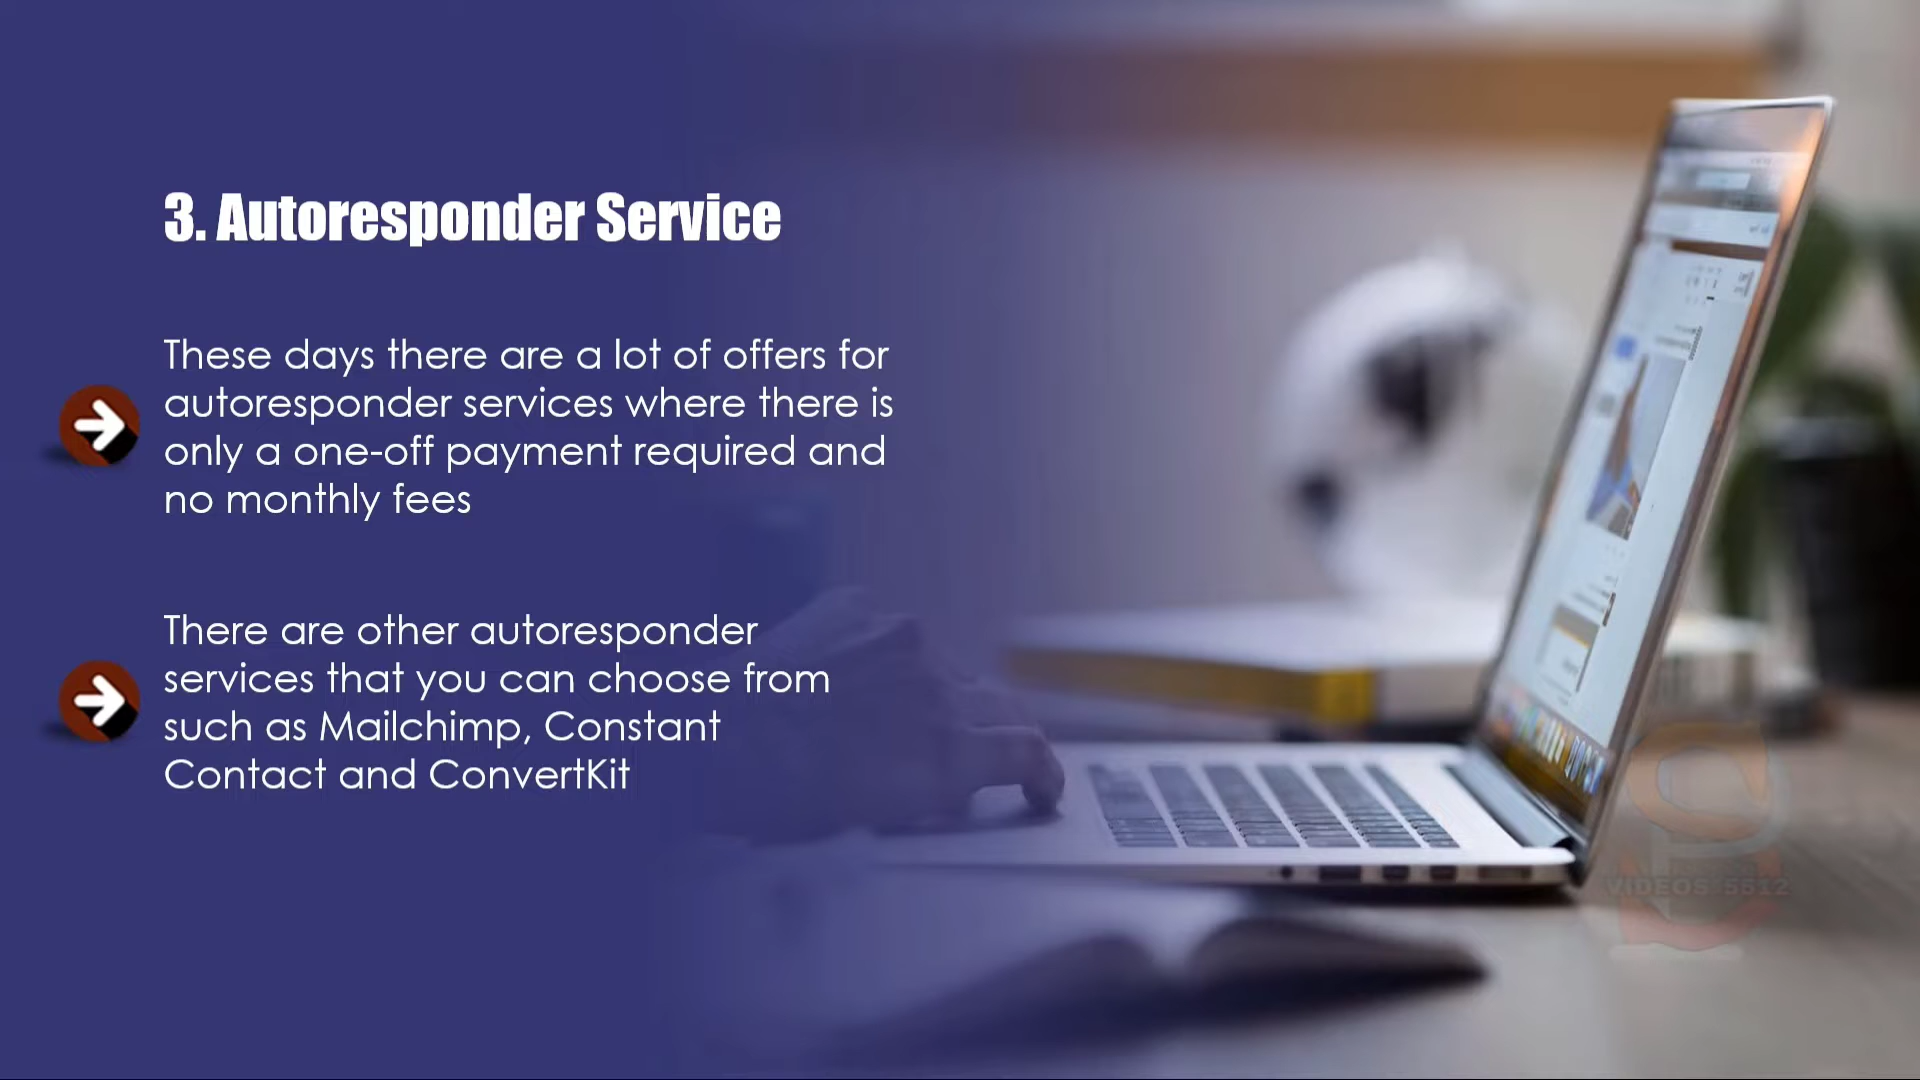 3. Autoresponder Service
These days there are a lot of offers for
autoresponder services where there is
only a one-off payment required and
no monthly fees
There are other autoresponder
services that you can choose from
such as Mailchimp, Constant
Contact and ConvertKit
VIDEOS 5512